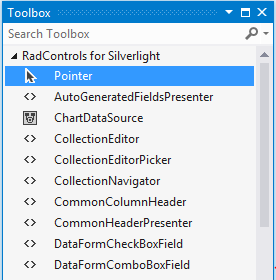 Toolbox
Search Toolbox
RadControls for Silverlight
Pointer
AutoGeneratedFieldsPresenter
ChartDataSource
CollectionEditor
CollectionEditorPicker
CollectionNavigator
CommonColumnHeader
CommonHeaderPresenter
DataFormCheckBoxField
DataFormComboBoxField